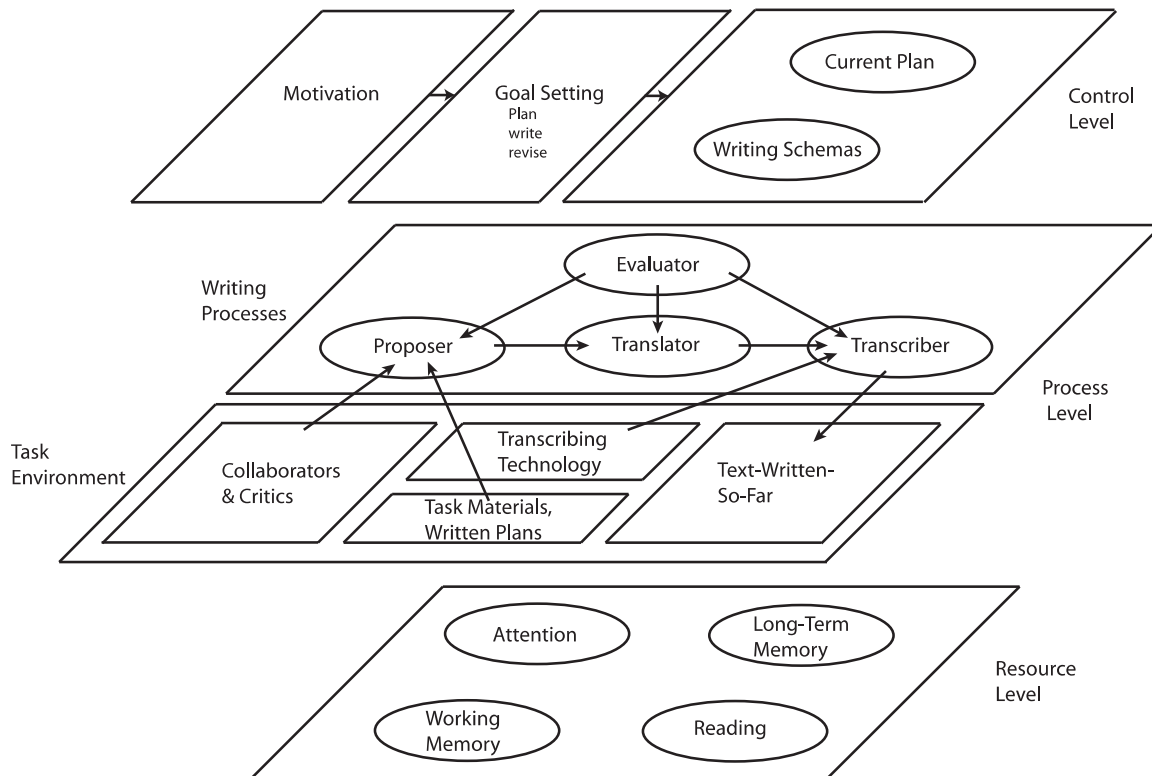 Motivation
Goal Setting
Plan
write
revise
Current Plan
Writing Schemas
Control
Level
Writing
Processes
Evaluator
Proposer
Translator
Transcriber
Process
Level
Task
Environment
Collaborators
& Critics
Transcribing
Technology
Task Materials,
Written Plans
Text-Written-
So-Far
Attention
Long-Term
Memory
Working
Memory
Reading
Resource
Level